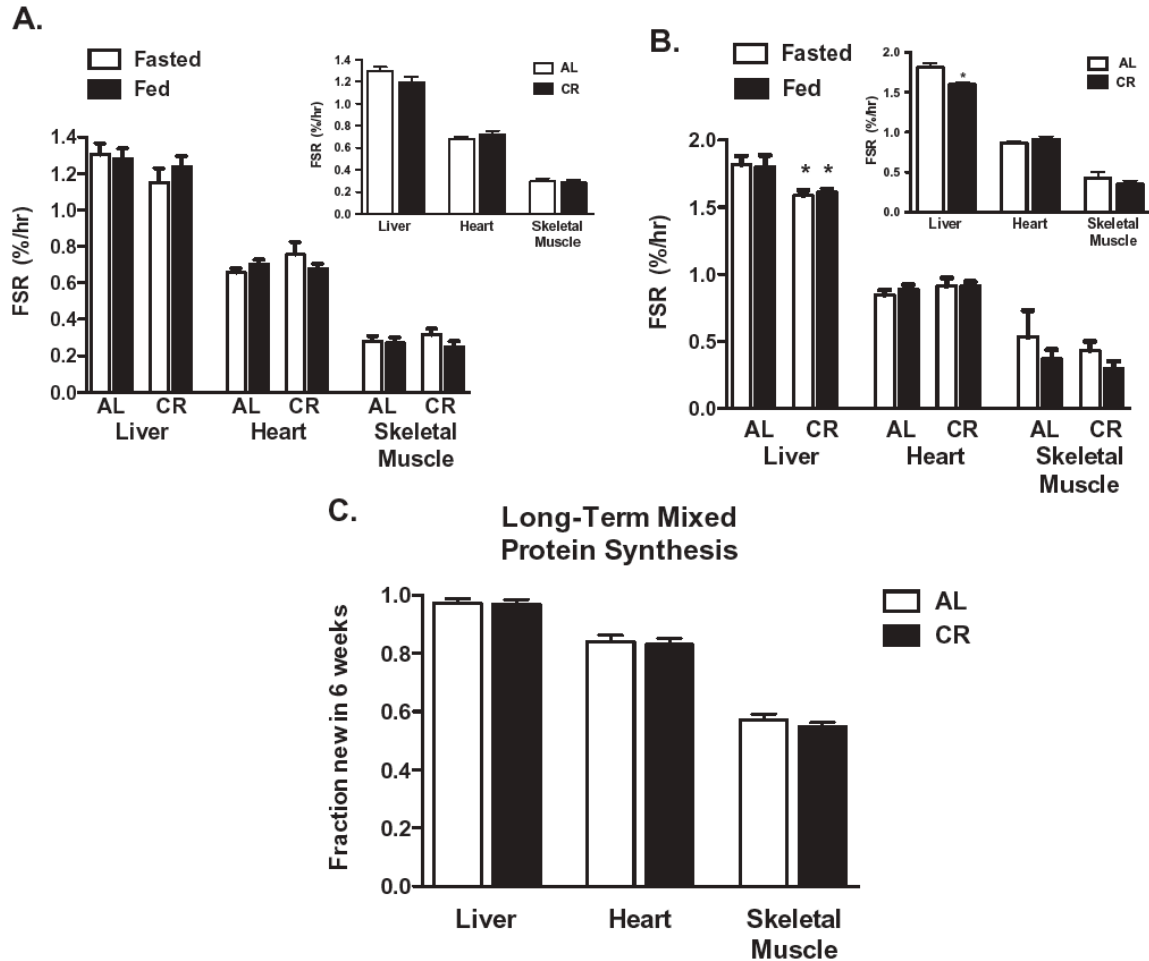 A.
Fasted
Fed
FSR (%/hr)
1.4
1.2
1.0
0.8
0.6
0.4
0.2
0.0
AL CR AL CR AL CR
Liver Heart Skeletal
Muscle
AL
CR
FSR (%/hr)
1.4
1.2
1.0
0.8
0.6
0.4
0.2
0.0
Liver Heart Skeletal
Muscle
B.
Fasted
Fed
FSR (%/hr)
2.0
1.5
1.0
0.5
0.0
* *
AL CR AL CR AL CR
Liver Heart Skeletal
Muscle
AL
CR
FSR (%/hr)
2.0
1.5
1.0
0.5
0.0
*
Liver Heart Skeletal
Muscle
C.
Long-Term Mixed
Protein Synthesis
AL
CR
Fraction new in 6 weeks
1.0
0.8
0.6
0.4
0.2
0.0
Liver Heart Skeletal
Muscle